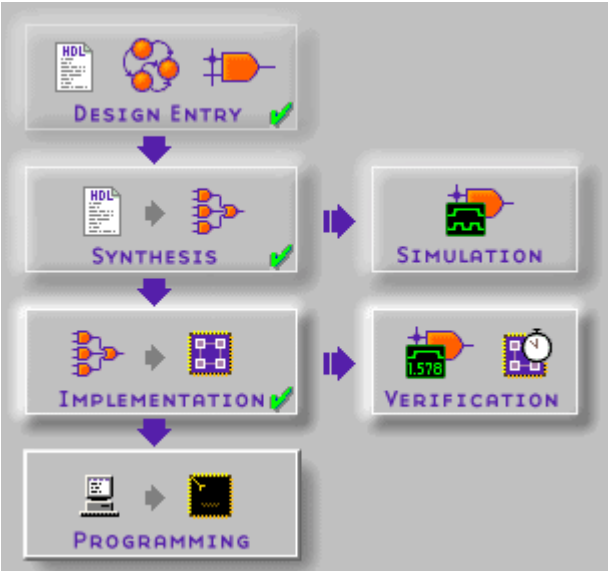 HDL
DESIGN ENTRY
HDL
SYNTHESIS
SIMULATION
IMPLEMENTATION
1.578
VERIFICATION
PROGRAMMING